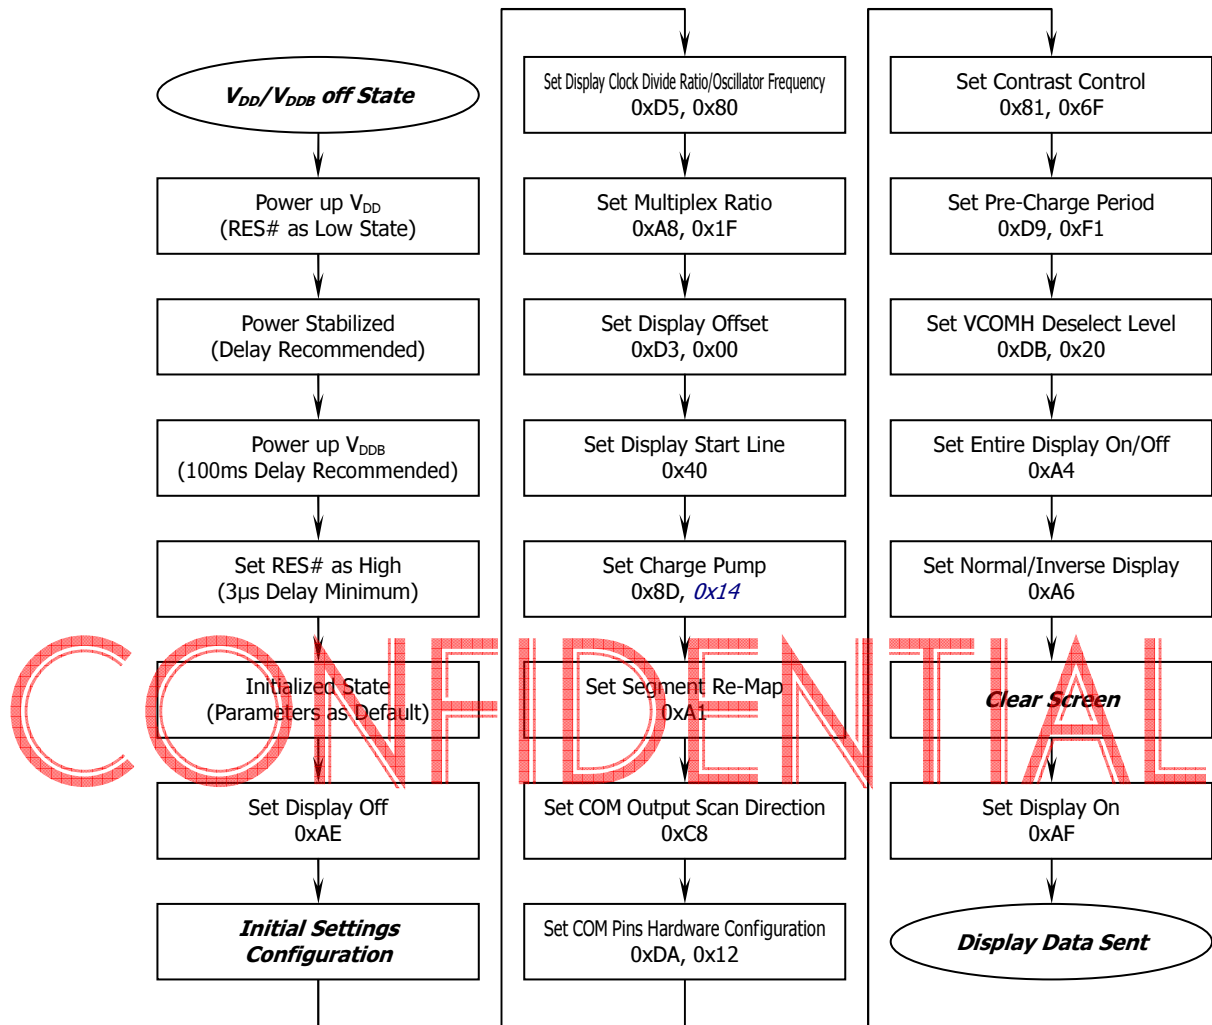 V_DD/V_DDB off State
Power up V_DD
(RES# as Low State)
Power Stabilized
(Delay Recommended)
Power up V_DDB
(100ms Delay Recommended)
Set RES# as High
(3µs Delay Minimum)
Initialized State
(Parameters as Default)
Set Display Off
0xAE
Initial Settings
Configuration
Set Display Clock Divide Ratio/Oscillator Frequency
0xD5, 0x80
Set Multiplex Ratio
0xA8, 0x1F
Set Display Offset
0xD3, 0x00
Set Display Start Line
0x40
Set Charge Pump
0x8D, 0x14
Set Segment Re-Map
0xA1
Set COM Output Scan Direction
0xC8
Set COM Pins Hardware Configuration
0xDA, 0x12
Set Contrast Control
0x81, 0x6F
Set Pre-Charge Period
0xD9, 0xF1
Set VCOMH Deselect Level
0xDB, 0x20
Set Entire Display On/Off
0xA4
Set Normal/Inverse Display
0xA6
Clear Screen
Set Display On
0xAF
Display Data Sent
CONFIDENTIAL